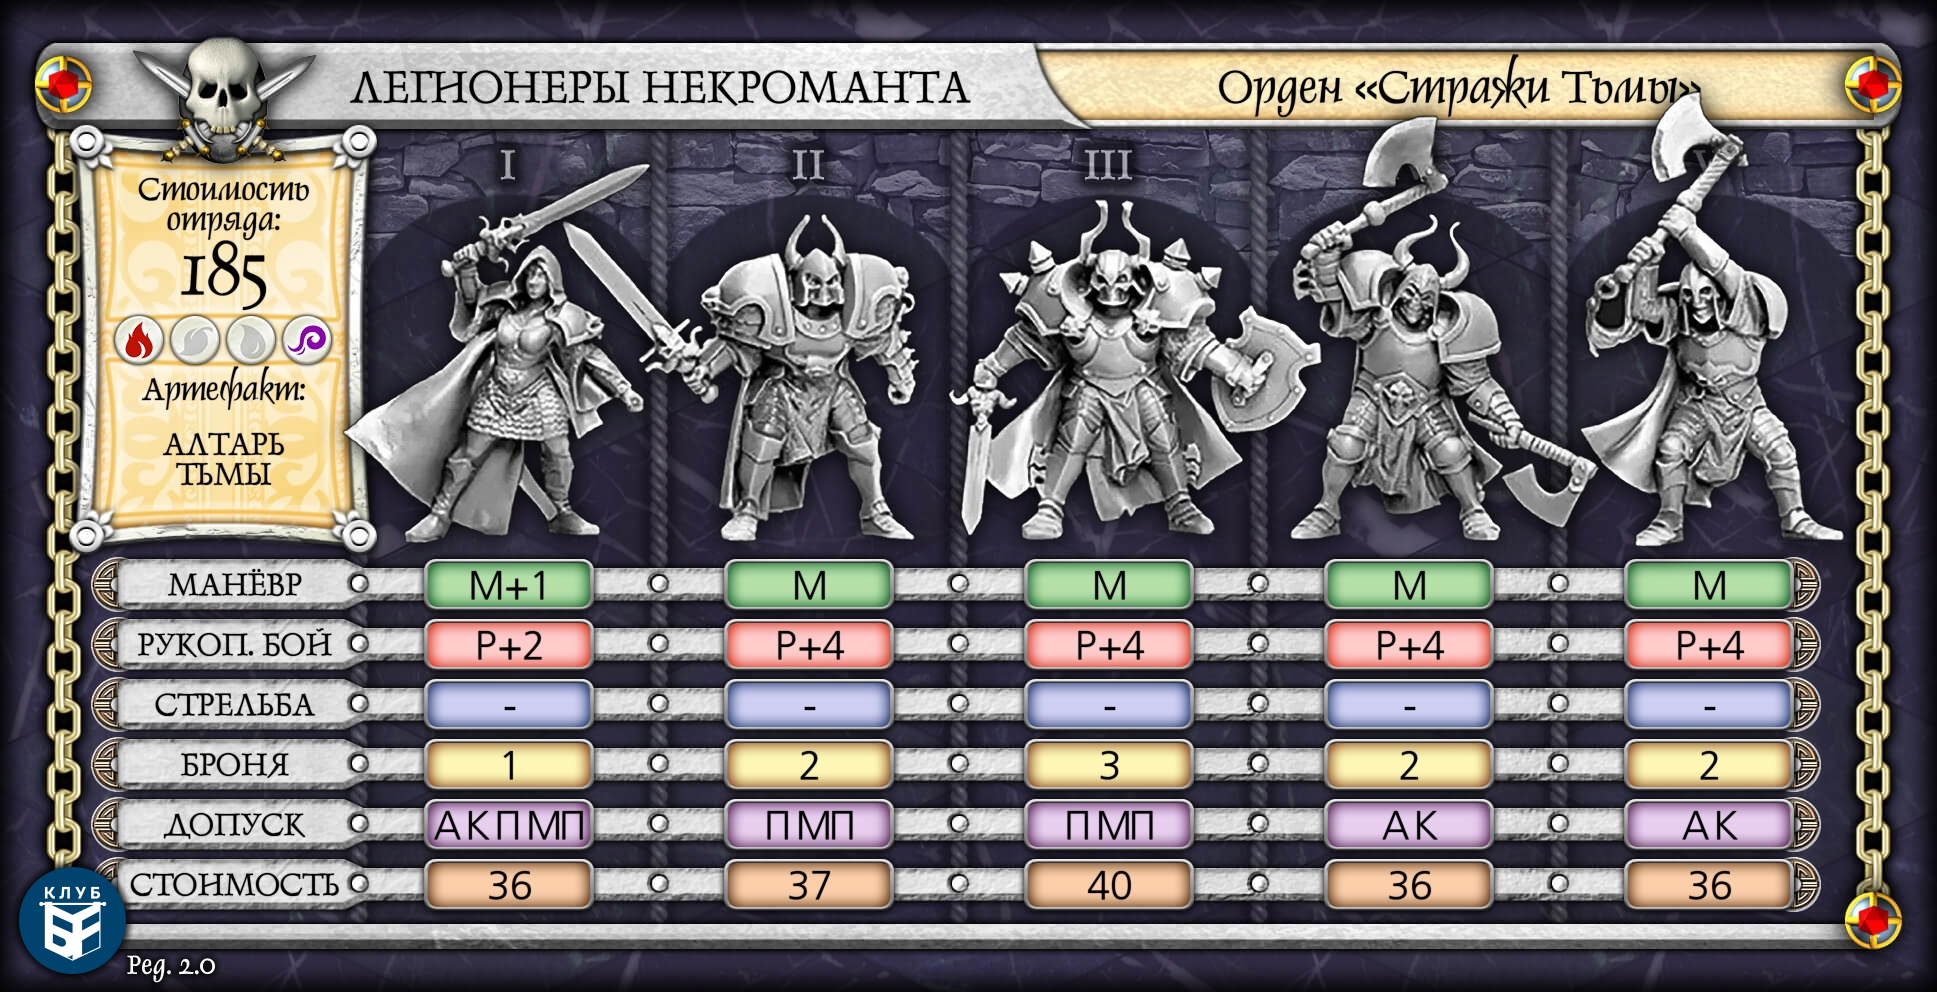 ЛЕГИОНЕРЫ НЕКРОМАНТА
Орден «Стражи Тьмы»
Стоимость
отряда:
185
Артефакт:
АЛТАРЬ
ТЬМЫ
I II III
МАНЁВР M+1 M M M M
РУКОП. БОЙ P+2 P+4 P+4 P+4 P+4
СТРЕЛЬБА - - - - -
БРОНЯ 1 2 3 2 2
ДОПУСК АКПМП ПМП ПМП АК АК
СТОИМОСТЬ 36 37 40 36 36
КЛУБ
Ред. 2.0